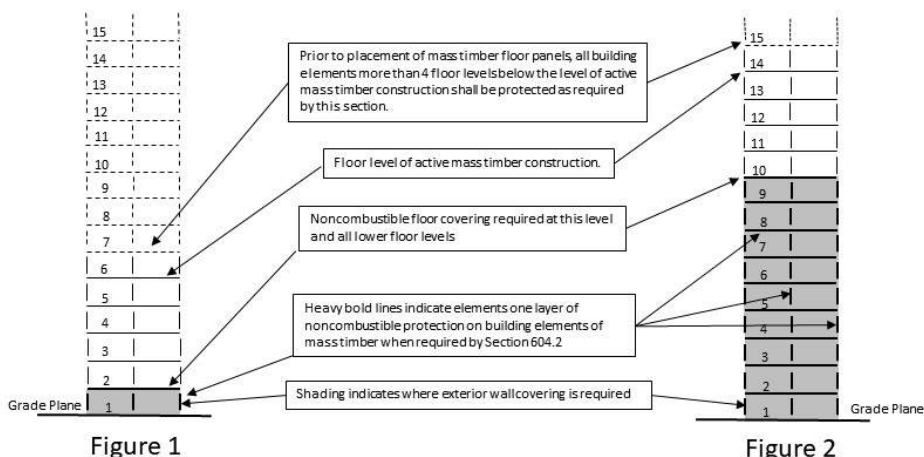 15
14
13
12
11
10
9
8
7
6
5
4
3
2
1
Grade Plane
Figure 1
Prior to placement of mass timber floor panels, all building
elements more than 4 floor levels below the level of active
mass timber construction shall be protected as required
by this section.
Floor level of active mass timber construction.
Noncombustible floor covering required at this level
and all lower floor levels
Heavy bold lines indicate elements one layer of
noncombustible protection on building elements of
mass timber when required by Section 604.2
Shading indicates where exterior wall covering is required
15
14
13
12
11
10
9
8
7
6
5
4
3
2
1
Grade Plane
Figure 2